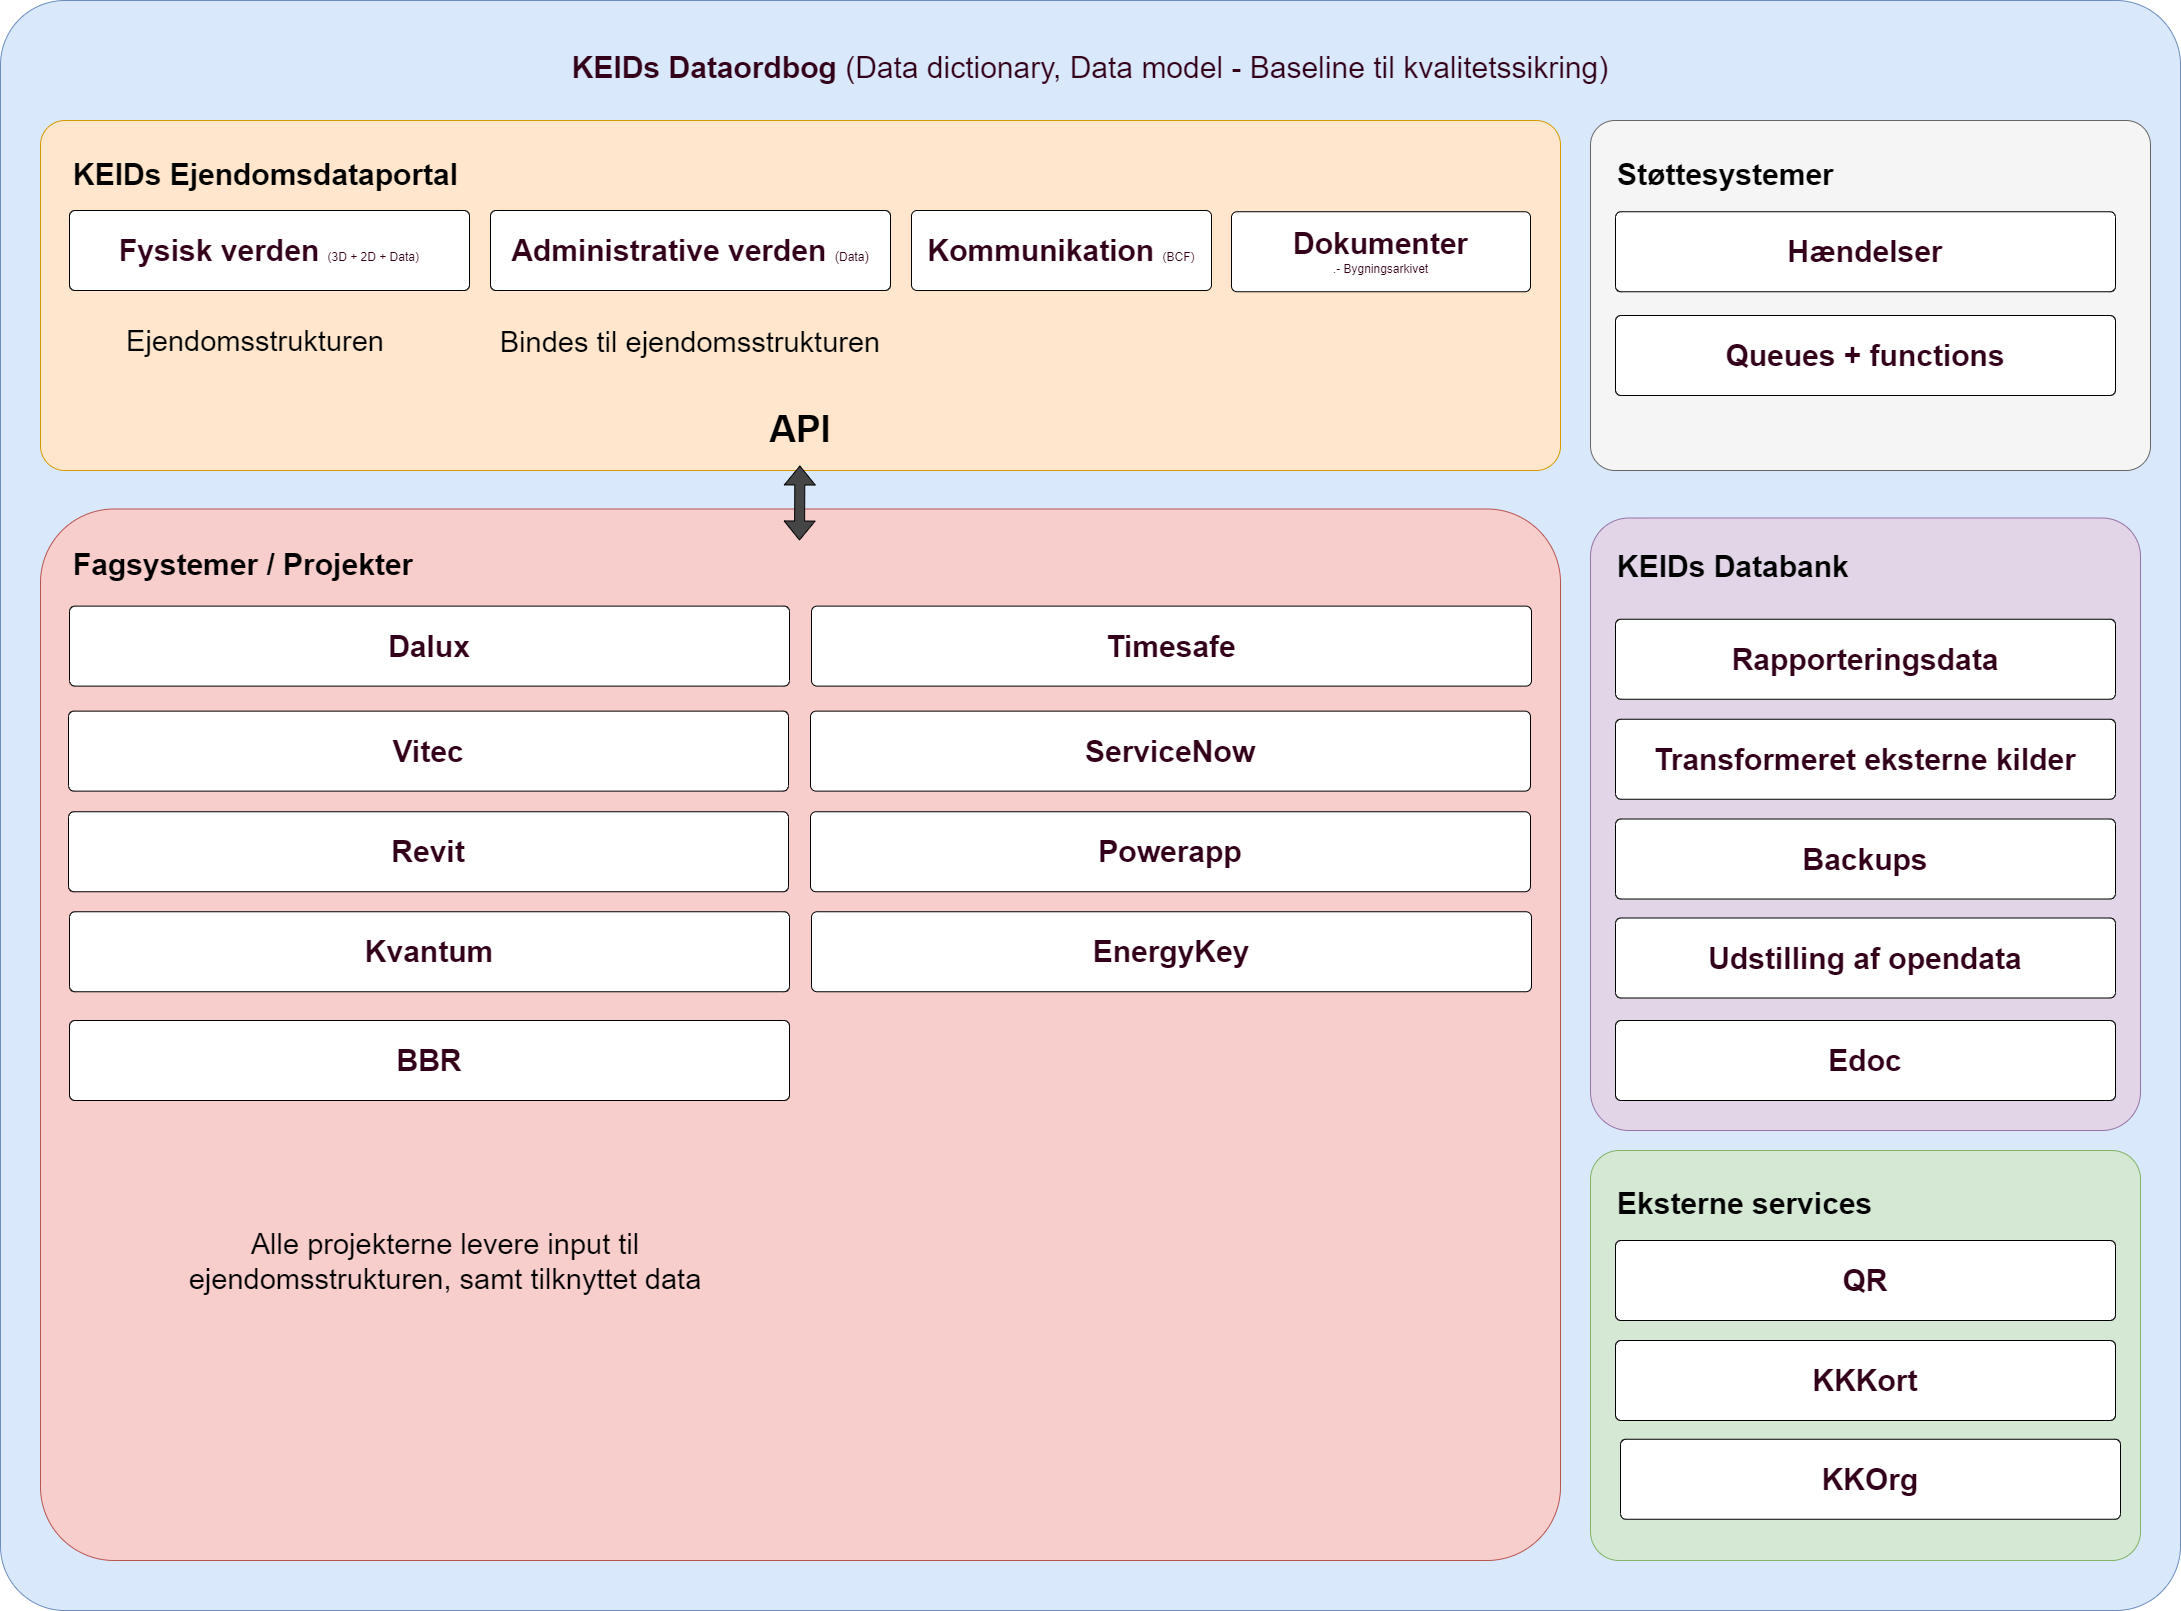 KEIDs Dataordbog (Data dictionary, Data model - Baseline til kvalitetssikring)
KEIDs Ejendomsdataportal
Fysisk verden (3D + 2D + Data)
Administrative verden (Data)
Kommunikation (BCF)
Dokumenter
.- Bygningsarkivet
Ejendomsstrukturen
Bindes til ejendomsstrukturen
API
Støttesystemer
Hændelser
Queues + functions
Fagsystemer / Projekter
Dalux
Timesafe
Vitec
ServiceNow
Revit
Powerapp
Kvantum
EnergyKey
BBR
Alle projekterne levere input til
ejendomsstrukturen, samt tilknyttet data
KEIDs Databank
Rapporteringsdata
Transformeret eksterne kilder
Backups
Udstilling af opendata
Edoc
Eksterne services
QR
KKKort
KKOrg